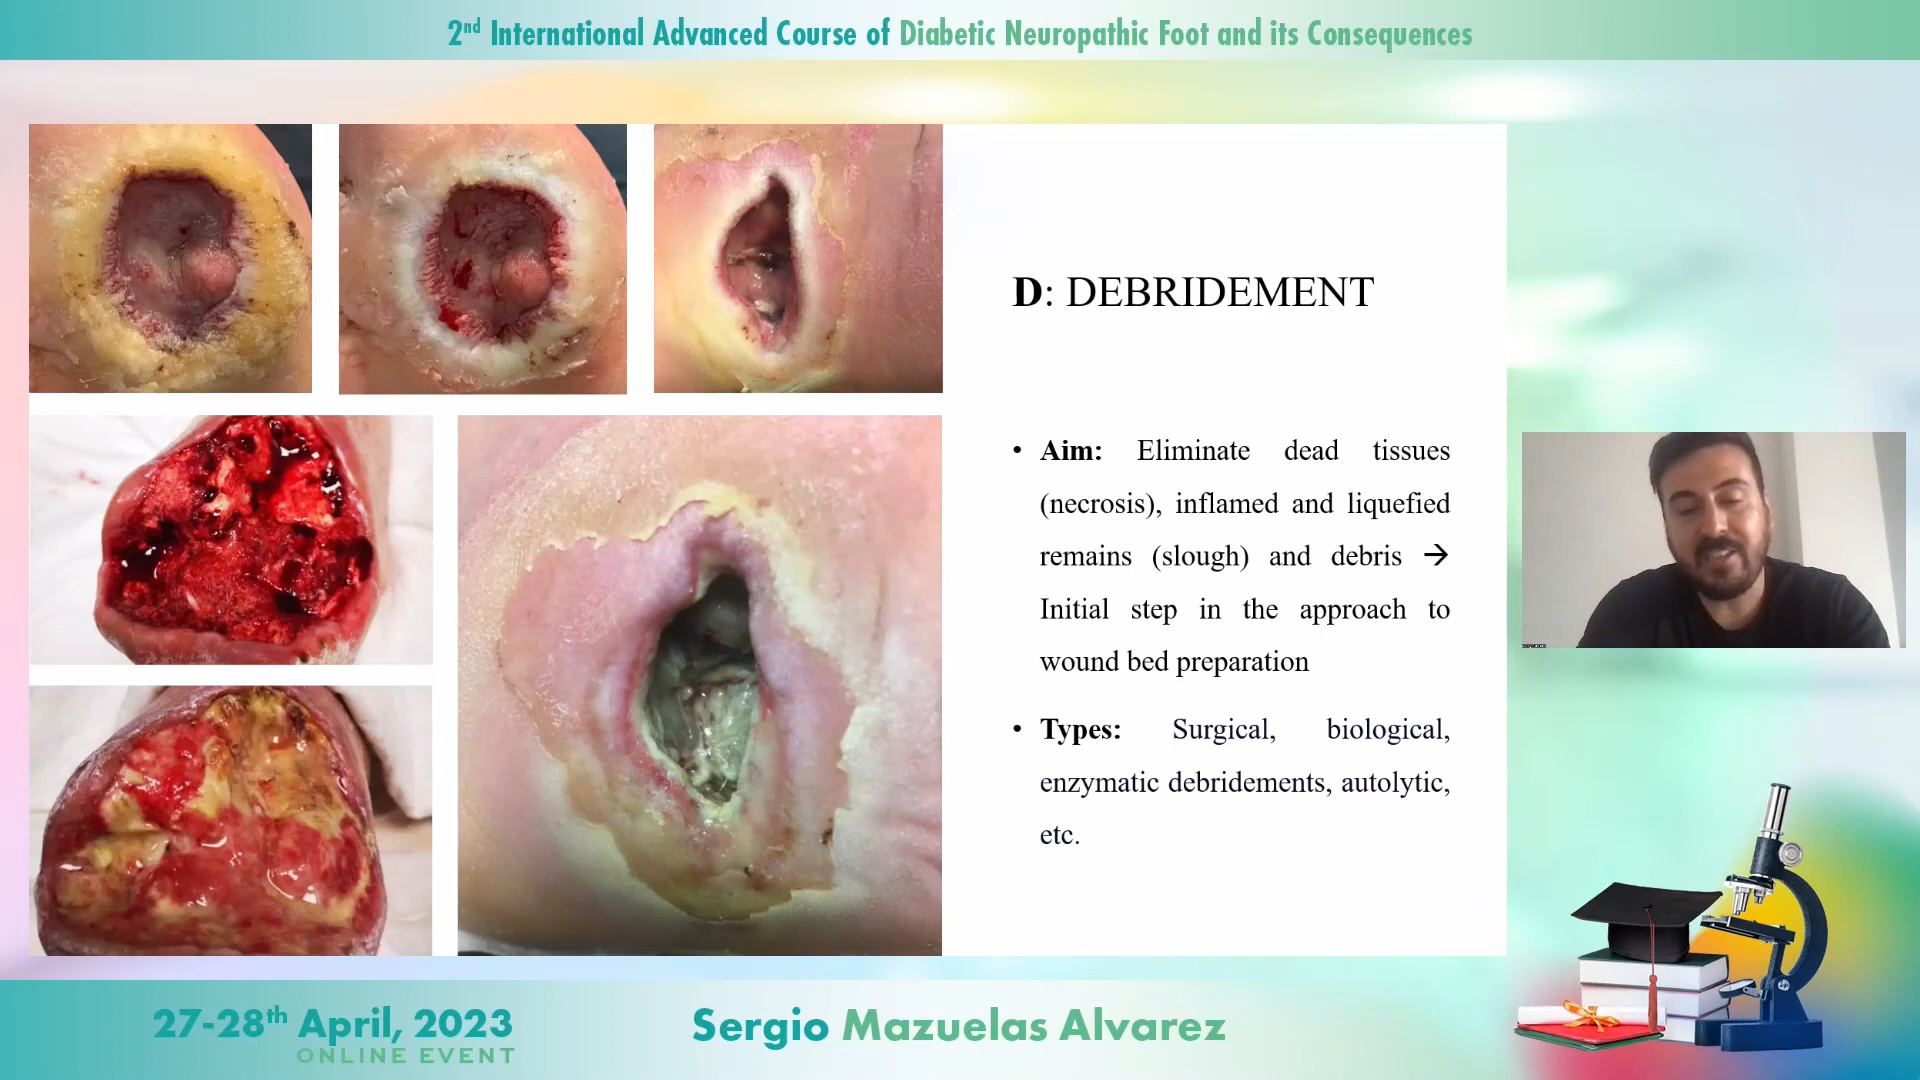 2nd International Advanced Course of Diabetic Neuropathic Foot and its Consequences
D: DEBRIDEMENT
• Aim: Eliminate dead tissues
(necrosis), inflamed and liquefied
remains (slough) and debris →
Initial step in the approach to
wound bed preparation
• Types: Surgical, biological,
enzymatic debridements, autolytic,
etc.
27-28th April, 2023
ONLINE EVENT
Sergio Mazuelas Alvarez